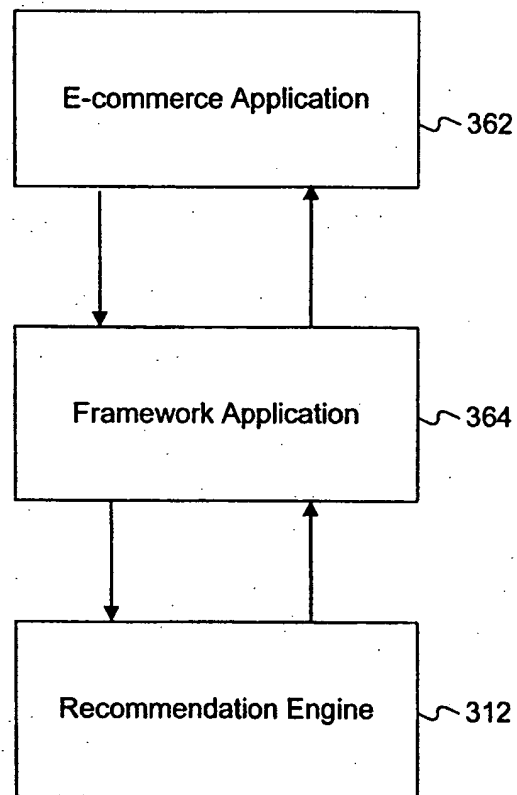 E-commerce Application
362
Framework Application
364
Recommendation Engine
312